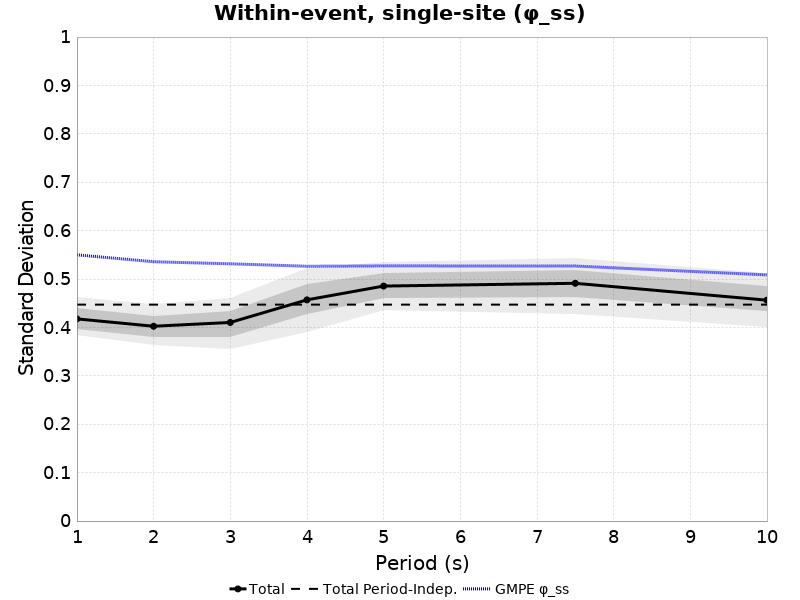 Within-event, single-site (φ_ss)
Standard Deviation
1
0.9
0.8
0.7
0.6
0.5
0.4
0.3
0.2
0.1
0
1 2 3 4 5 6 7 8 9 10
Period (s)
Total Total Period-Indep. GMPE φ_ss